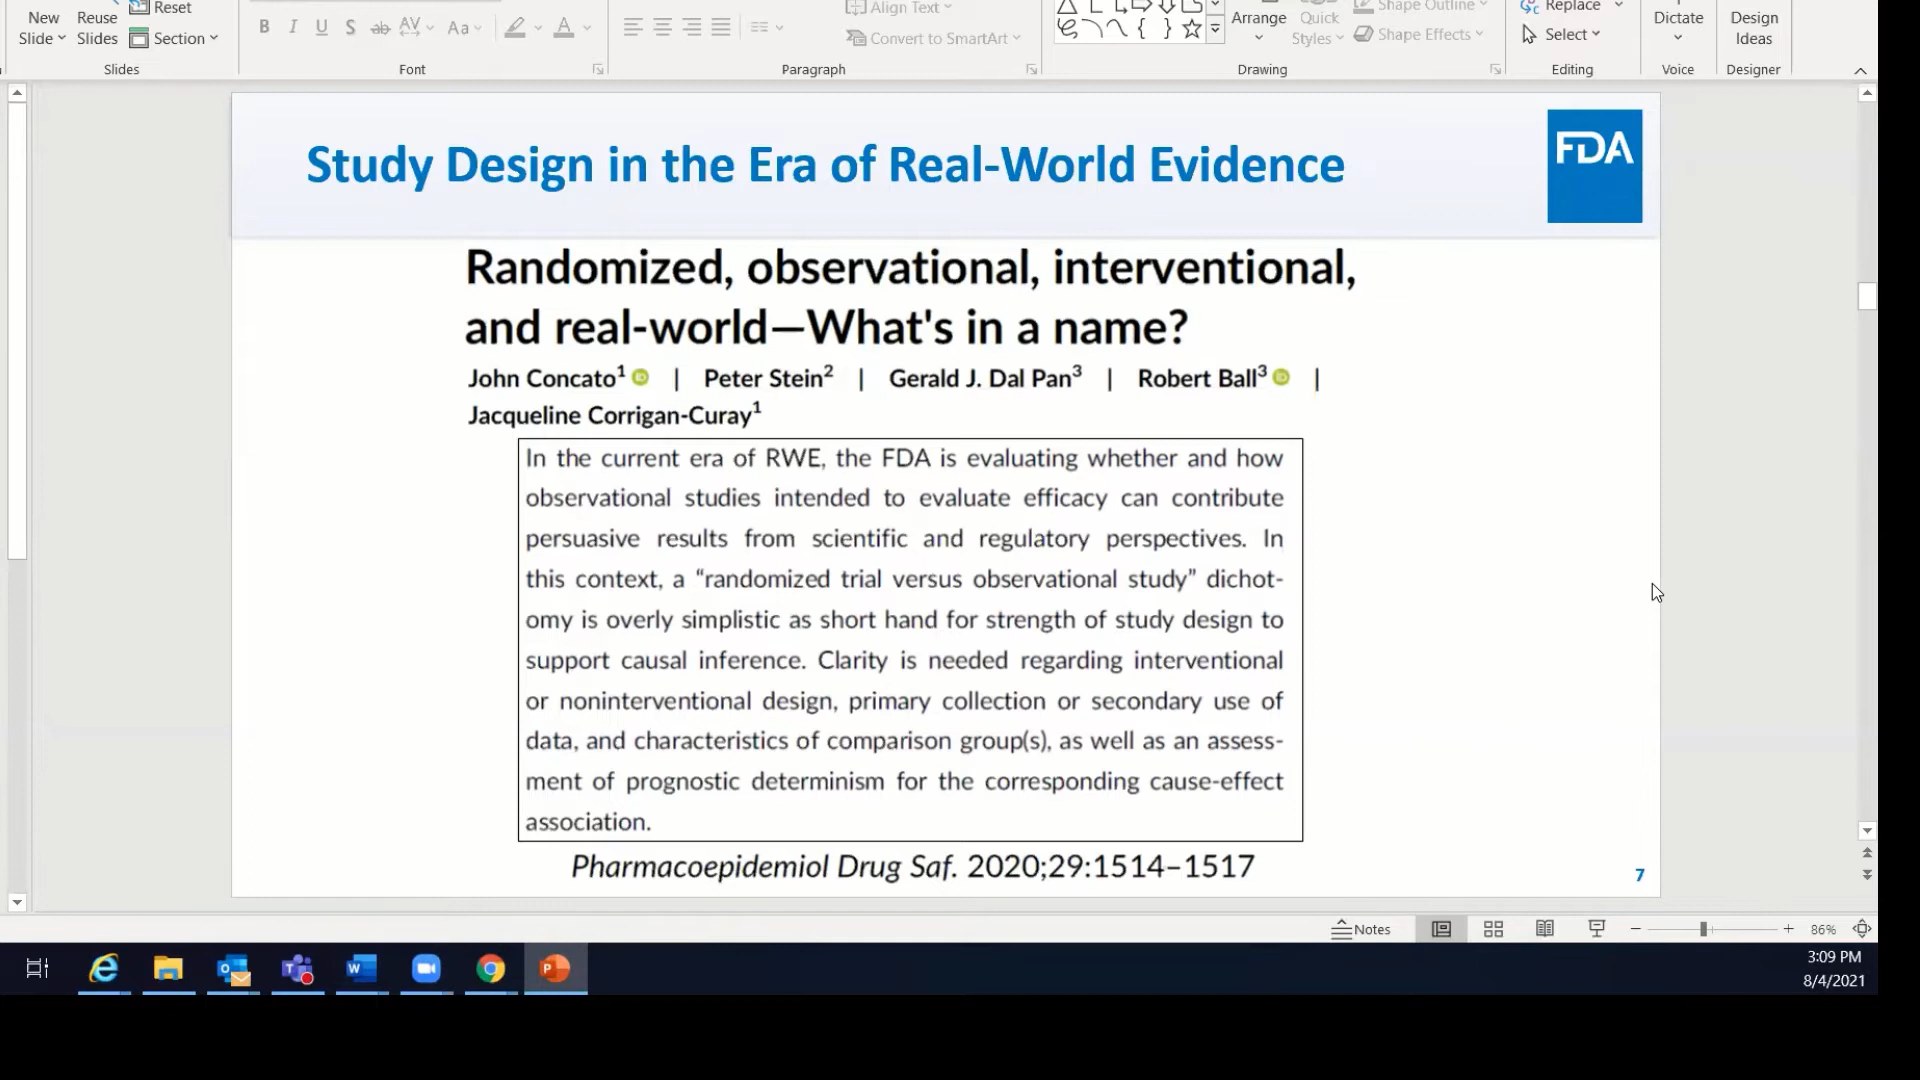 New
Slide
Reuse
Slides
Reset
Section
Slides
B I U S ab AV Aa A
Font
Align Text
Convert to SmartArt
Paragraph
Arrange
Quick
Styles
Shape Outline
Shape Effects
Drawing
Replace
Select
Editing
Dictate
Voice
Design
Ideas
Designer
Study Design in the Era of Real-World Evidence
FDA
Randomized, observational, interventional,
and real-world—What's in a name?
John Concato1 iD | Peter Stein2 | Gerald J. Dal Pan3 | Robert Ball3 iD |
Jacqueline Corrigan-Curay1
In the current era of RWE, the FDA is evaluating whether and how
observational studies intended to evaluate efficacy can contribute
persuasive results from scientific and regulatory perspectives. In
this context, a “randomized trial versus observational study” dichot-
omy is overly simplistic as short hand for strength of study design to
support causal inference. Clarity is needed regarding interventional
or noninterventional design, primary collection or secondary use of
data, and characteristics of comparison group(s), as well as an assess-
ment of prognostic determinism for the corresponding cause-effect
association.
Pharmacoepidemiol Drug Saf. 2020;29:1514–1517
7
Notes
86%
3:09 PM
8/4/2021